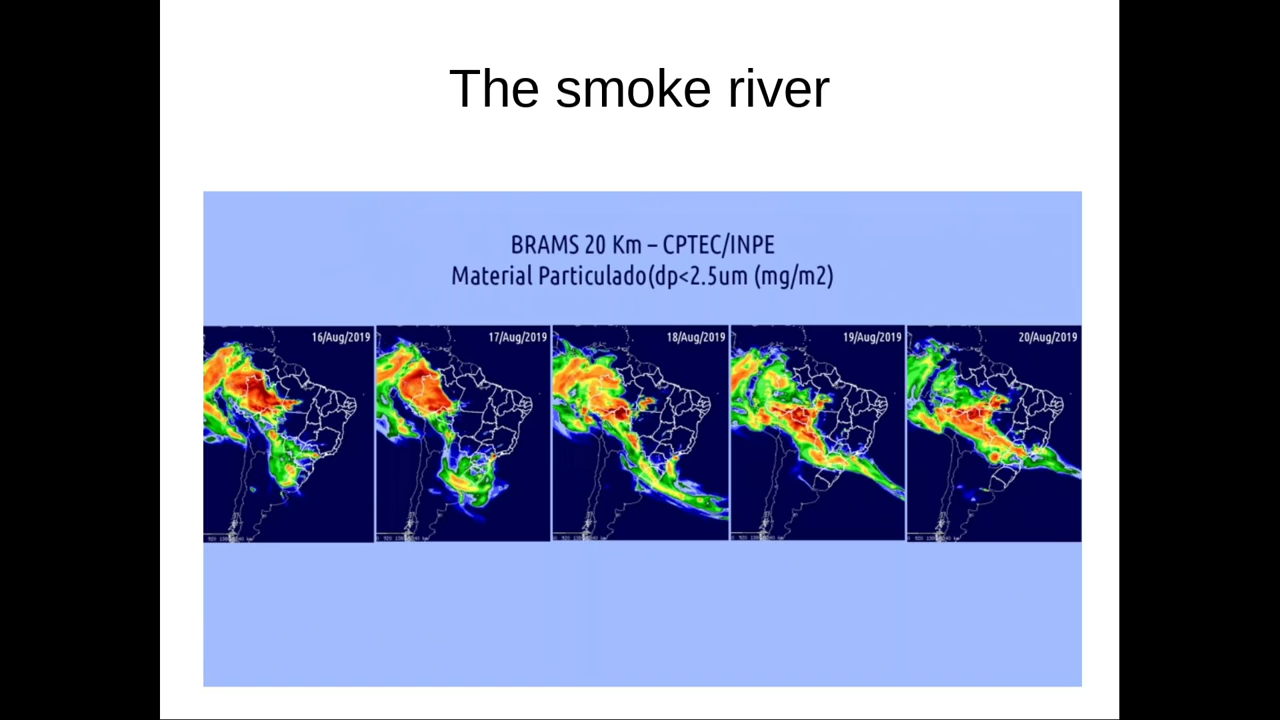 The smoke river
BRAMS 20 Km – CPTEC/INPE
Material Particulado(dp<2.5um (mg/m2)
16/Aug/2019
17/Aug/2019
18/Aug/2019
19/Aug/2019
20/Aug/2019